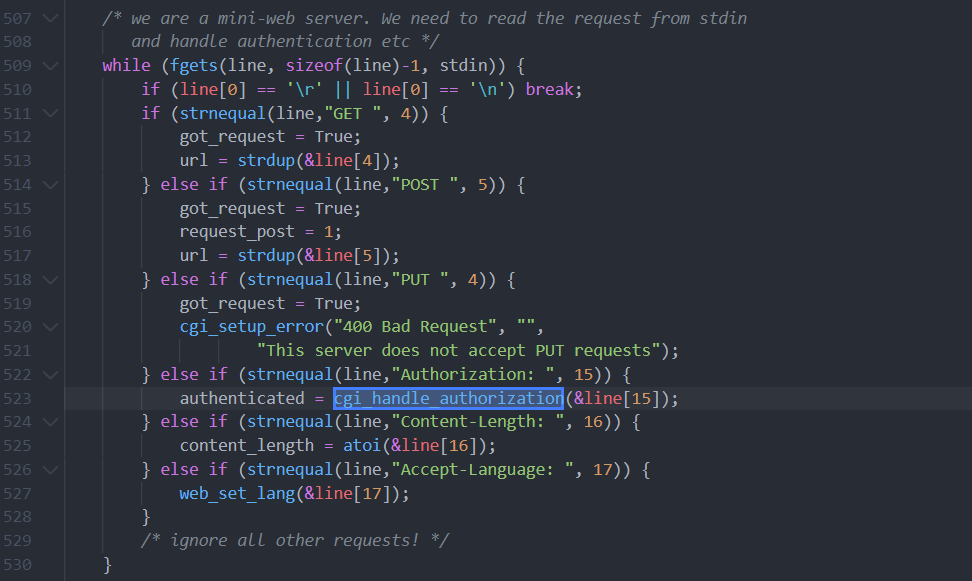 507 /* we are a mini-web server. We need to read the request from stdin
508 and handle authentication etc */
509 while (fgets(line, sizeof(line)-1, stdin)) {
510 if (line[0] == '\r' || line[0] == '\n') break;
511 if (strnequal(line,"GET ", 4)) {
512 got_request = True;
513 url = strdup(&line[4]);
514 } else if (strnequal(line,"POST ", 5)) {
515 got_request = True;
516 request_post = 1;
517 url = strdup(&line[5]);
518 } else if (strnequal(line,"PUT ", 4)) {
519 got_request = True;
520 cgi_setup_error("400 Bad Request", "",
521 "This server does not accept PUT requests");
522 } else if (strnequal(line,"Authorization: ", 15)) {
523 authenticated = cgi_handle_authorization(&line[15]);
524 } else if (strnequal(line,"Content-Length: ", 16)) {
525 content_length = atoi(&line[16]);
526 } else if (strnequal(line,"Accept-Language: ", 17)) {
527 web_set_lang(&line[17]);
528 }
529 /* ignore all other requests! */
530 }